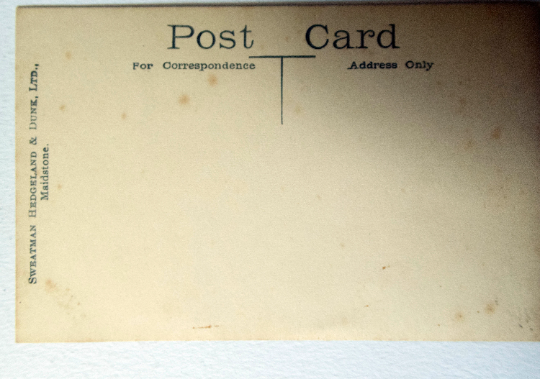 Post Card
For Correspondence Address Only
SWEATMAN HEDGELAND & DUNK, LTD.,
Maidstone.